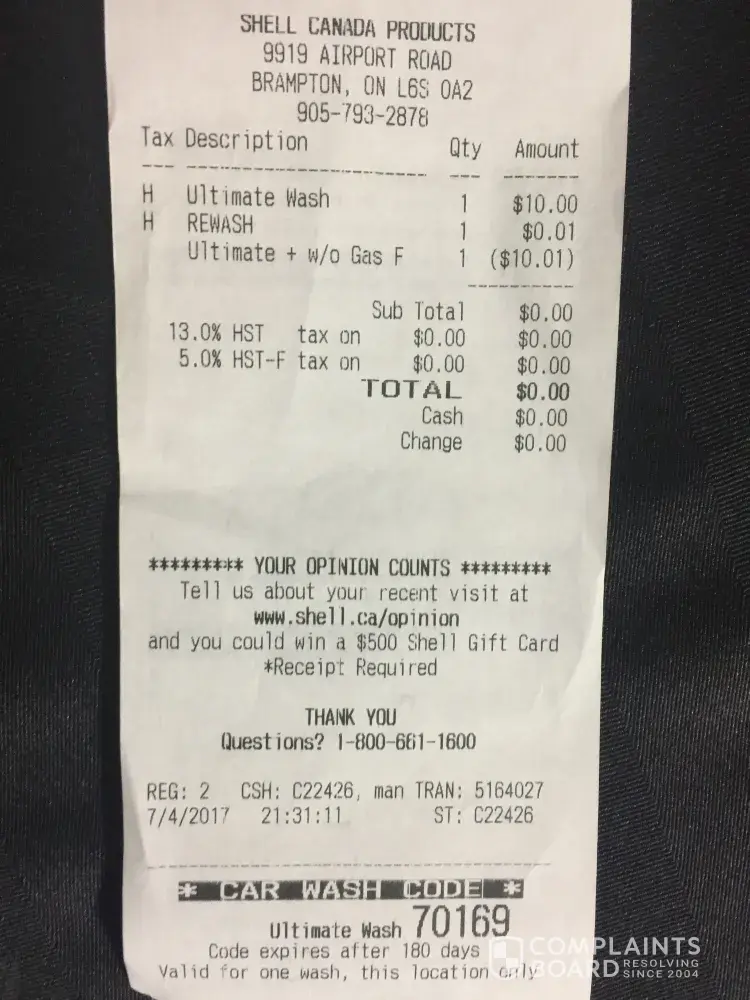 SHELL CANADA PRODUCTS
9919 AIRPORT ROAD
BRAMPTON, ON L6S 0A2
905-793-2878
Tax Description Qty Amount
--- -------------------------- --- -------
H Ultimate Wash 1 $10.00
H REWASH 1 $0.01
Ultimate + w/o Gas F 1 ($10.01)
----------
Sub Total $0.00
13.0% HST tax on $0.00 $0.00
5.0% HST-F tax on $0.00 $0.00
TOTAL $0.00
Cash $0.00
Change $0.00
********* YOUR OPINION COUNTS *********
Tell us about your recent visit at
www.shell.ca/opinion
and you could win a $500 Shell Gift Card
*Receipt Required
THANK YOU
Questions? 1-800-661-1600
REG: 2 CSH: C22426, man TRAN: 5164027
7/4/2017 21:31:11 ST: C22426
* CAR WASH CODE *
Ultimate Wash 70169
Code expires after 180 days
Valid for one wash, this location only
COMPLAINTS
BOARD RESOLVING
SINCE 2004